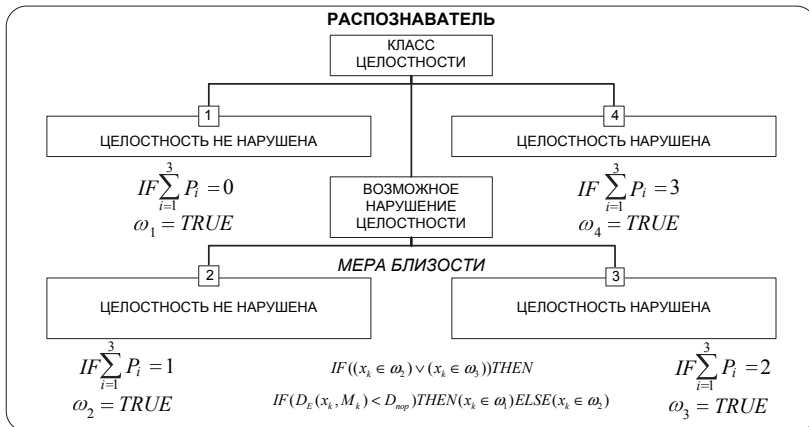 РАСПОЗНАВАТЕЛЬ
КЛАСС
ЦЕЛОСТНОСТИ
1
4
ЦЕЛОСТНОСТЬ НЕ НАРУШЕНА
ЦЕЛОСТНОСТЬ НАРУШЕНА
IF∑_{i=1}^{3} P_i = 0
ω_1 = TRUE
ВОЗМОЖНОЕ
НАРУШЕНИЕ
ЦЕЛОСТНОСТИ
IF ∑_{i=1}^{3} P_i = 3
ω_4 = TRUE
МЕРА БЛИЗОСТИ
2
3
ЦЕЛОСТНОСТЬ НЕ НАРУШЕНА
ЦЕЛОСТНОСТЬ НАРУШЕНА
IF∑_{i=1}^{3} P_i = 1
ω_2 = TRUE
IF((x_k ∈ ω_2) ∨ (x_k ∈ ω_3))THEN
IF(D_E(x_k, M_k) < D_{пор})THEN(x_k ∈ ω_1)ELSE(x_k ∈ ω_2)
IF∑_{i=1}^{3} P_i = 2
ω_3 = TRUE